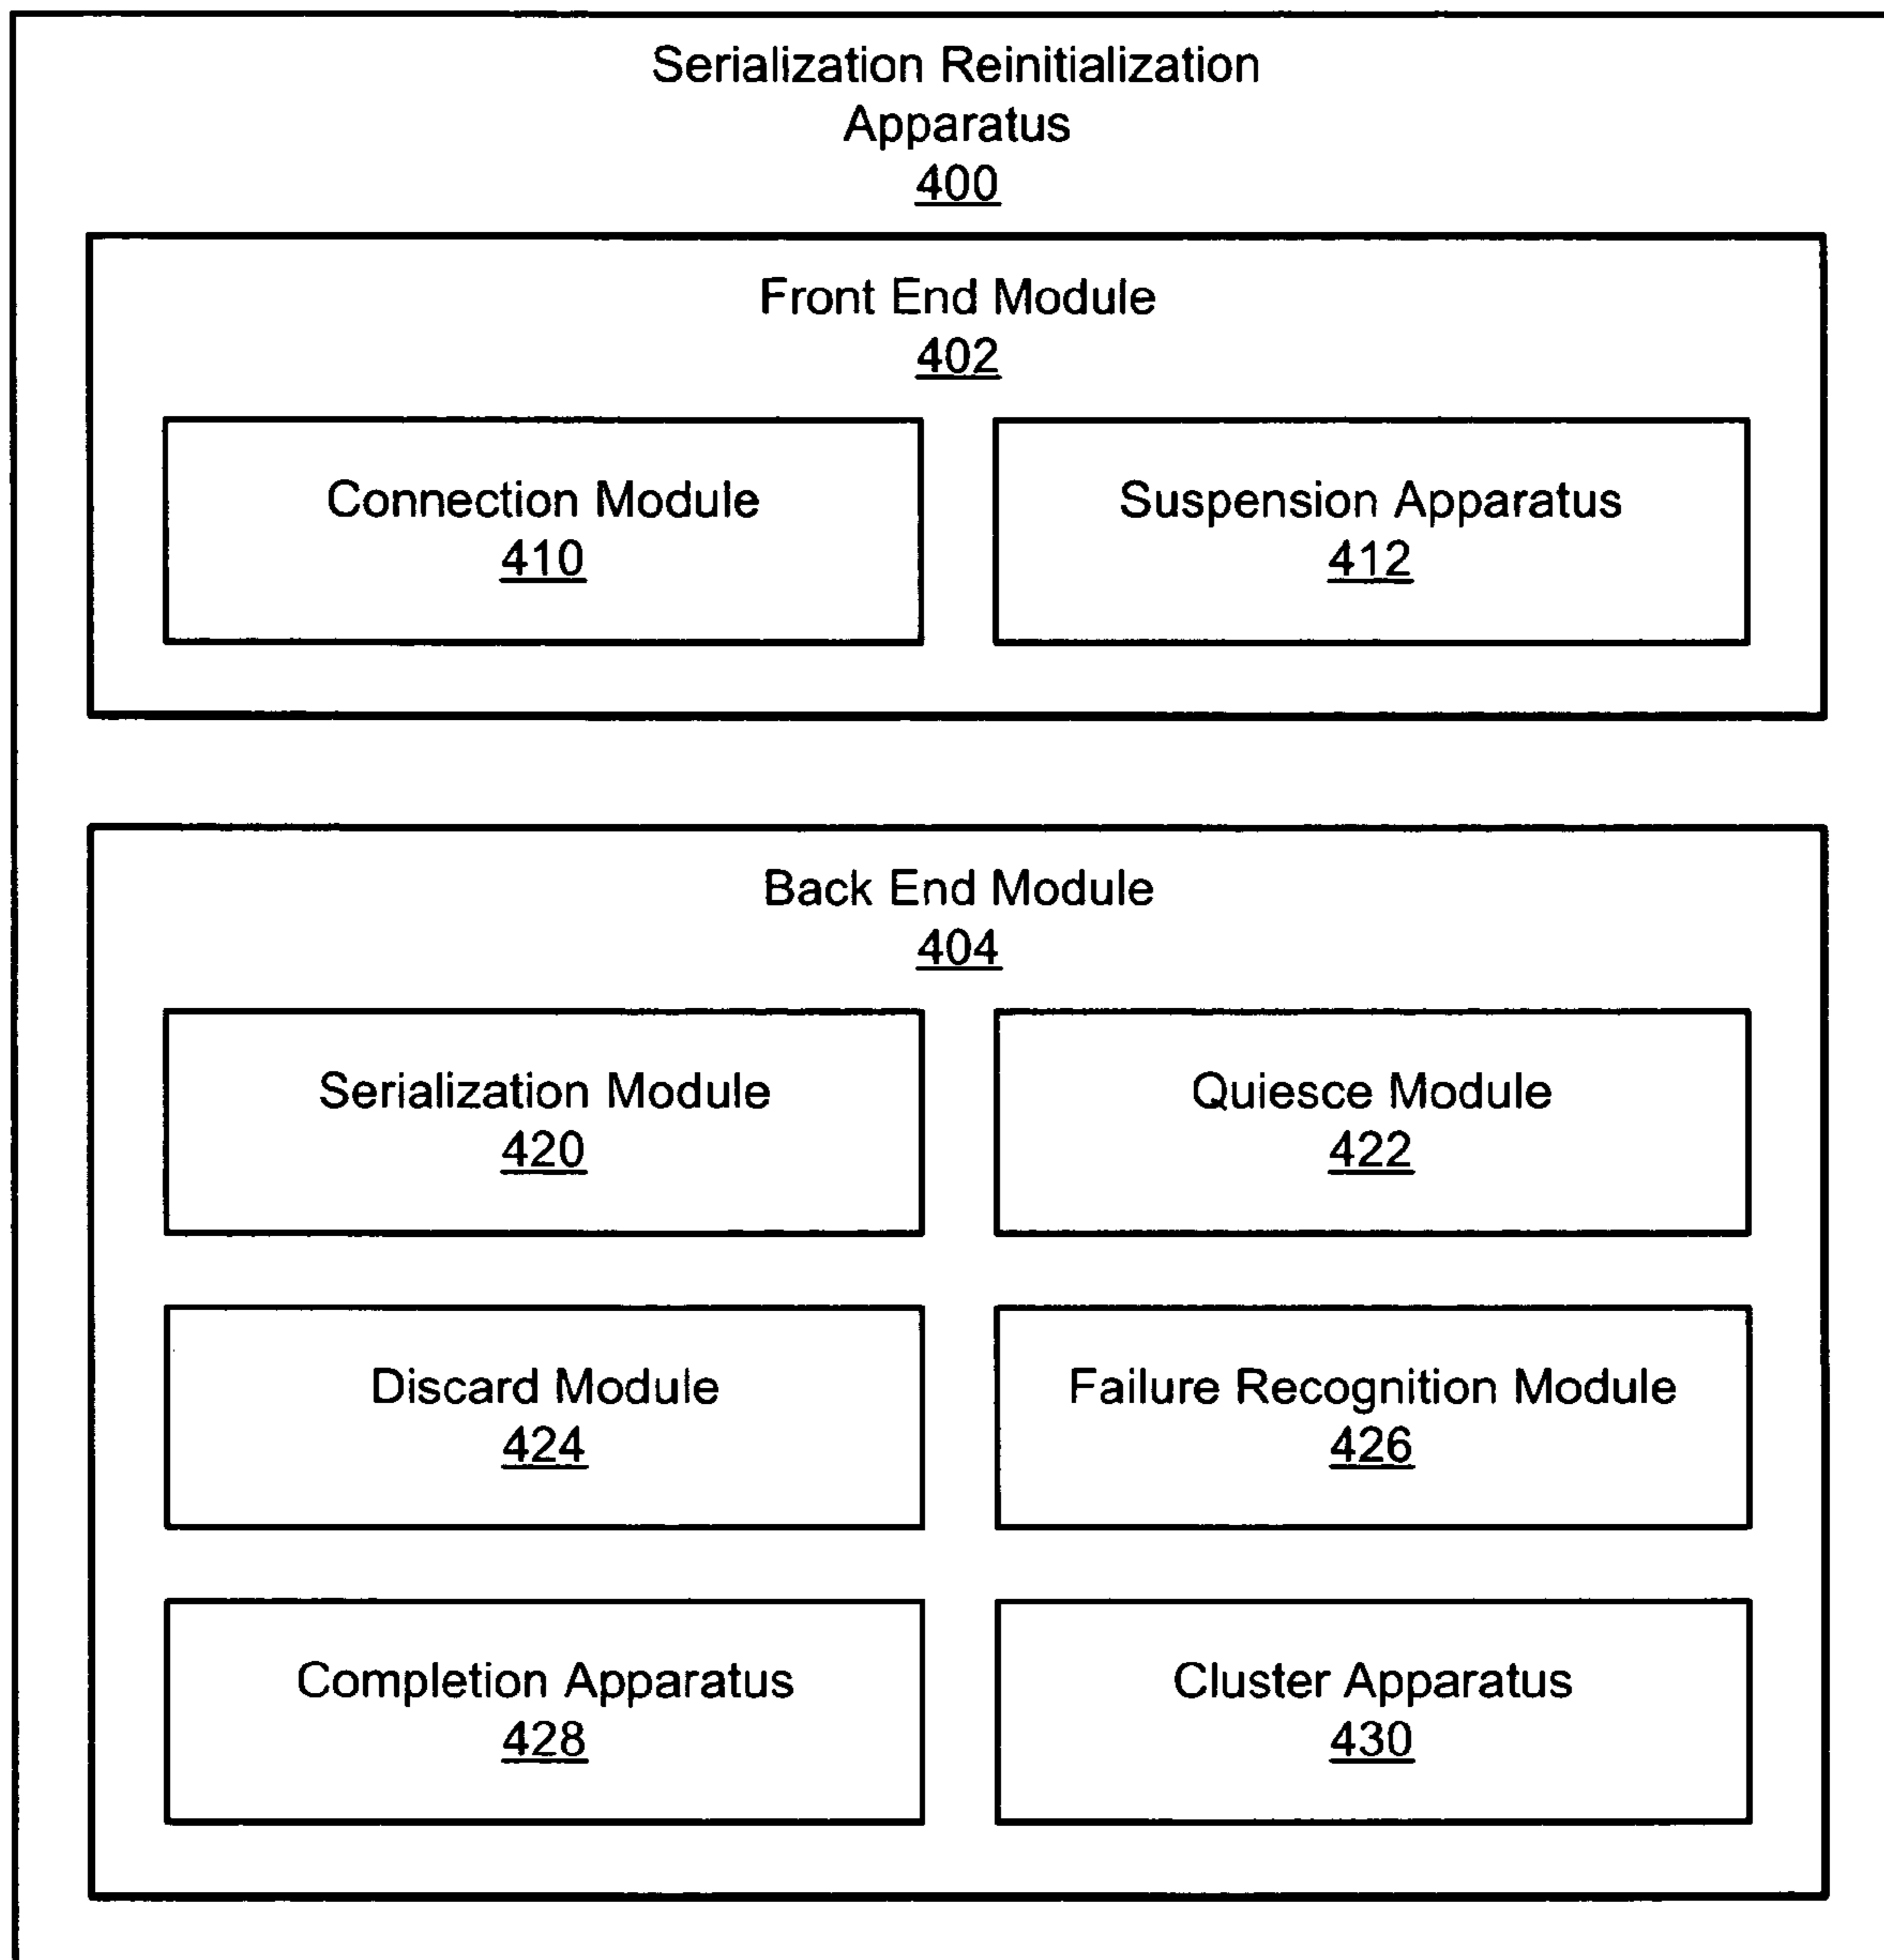 Serialization Reinitialization
Apparatus
400
Front End Module
402
Connection Module
410
Suspension Apparatus
412
Back End Module
404
Serialization Module
420
Quiesce Module
422
Discard Module
424
Failure Recognition Module
426
Completion Apparatus
428
Cluster Apparatus
430